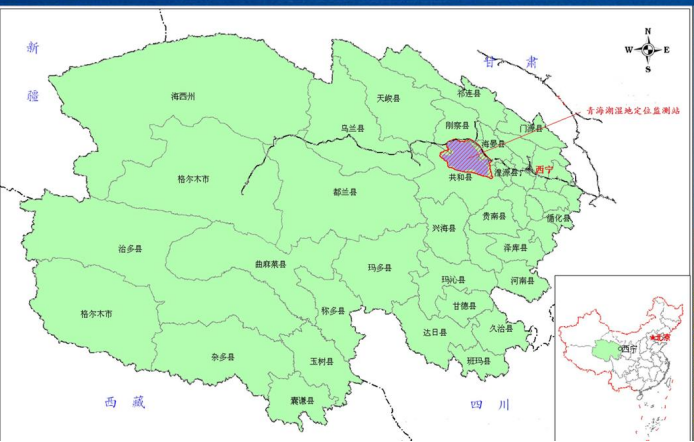 N
W E
S
新
疆
甘 肃
祁连县
海西州
天峻县
青海湖湿地定位监测站
刚察县
门源县
乌兰县
海晏县
湟源县
西宁
共和县
格尔木市
都兰县
贵南县
循化县
兴海县
治多县
泽库县
曲麻莱县
玛多县
玛沁县
河南县
甘德县
称多县
格尔木市
达日县
久治县
杂多县
玉树县
班玛县
囊谦县
西 藏
四 川
北京
西宁